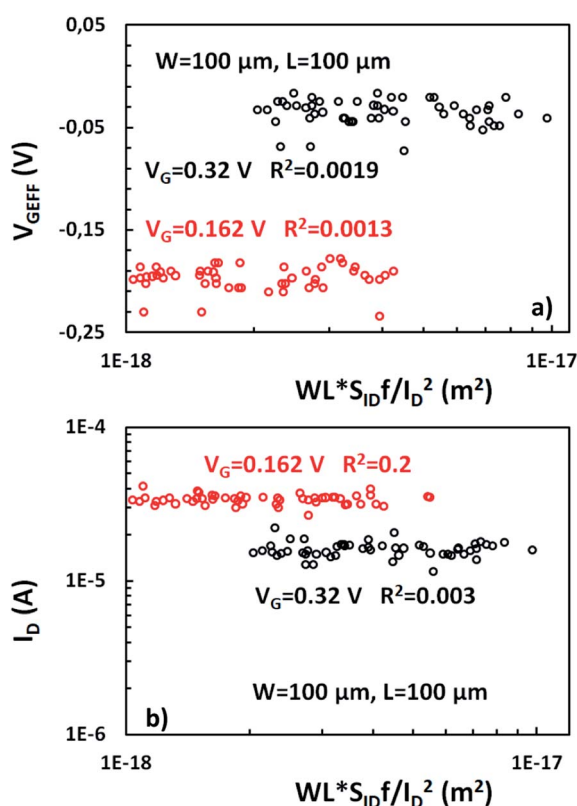 0,05
W=100 µm, L=100 µm
-0,05
V_GEFF (V)
V_G=0.32 V R²=0.0019
-0,15
V_G=0.162 V R²=0.0013
a)
-0,25
1E-18 1E-17
WL*S_IDf/I_D² (m²)
1E-4
V_G=0.162 V R²=0.2
1E-5
V_G=0.32 V R²=0.003
I_D (A)
W=100 µm, L=100 µm
b)
1E-6
1E-18 1E-17
WL*S_IDf/I_D² (m²)